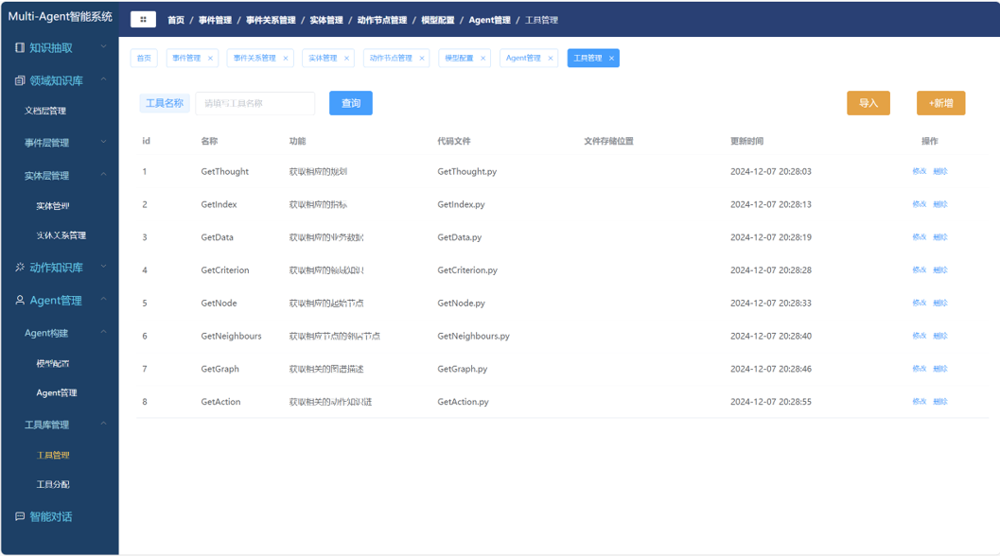 Multi-Agent智能系统
首页 / 事件管理 / 事件关系管理 / 实体管理 / 动作节点管理 / 模型配置 / Agent管理 / 工具管理
知识抽取
领域知识库
文档层管理
事件层管理
实体层管理
实体管理
实体关系管理
动作知识库
Agent管理
Agent构建
模型配置
Agent管理
工具库管理
工具管理
工具分配
智能对话
首页 事件管理 × 事件关系管理 × 实体管理 × 动作节点管理 × 模型配置 × Agent管理 × 工具管理 ×
工具名称 请填写工具名称 查询 导入 +新增
id 名称 功能 代码文件 文件存储位置 更新时间 操作
1 GetThought 获取相应的规划 GetThought.py 2024-12-07 20:28:03 修改 删除
2 GetIndex 获取相应的指标 GetIndex.py 2024-12-07 20:28:13 修改 删除
3 GetData 获取相应的业务数据 GetData.py 2024-12-07 20:28:19 修改 删除
4 GetCriterion 获取相应的领域知识 GetCriterion.py 2024-12-07 20:28:28 修改 删除
5 GetNode 获取相应的起始节点 GetNode.py 2024-12-07 20:28:33 修改 删除
6 GetNeighbours 获取相应节点的邻居节点 GetNeighbours.py 2024-12-07 20:28:40 修改 删除
7 GetGraph 获取相关的图谱描述 GetGraph.py 2024-12-07 20:28:46 修改 删除
8 GetAction 获取相关的动作知识链 GetAction.py 2024-12-07 20:28:55 修改 删除